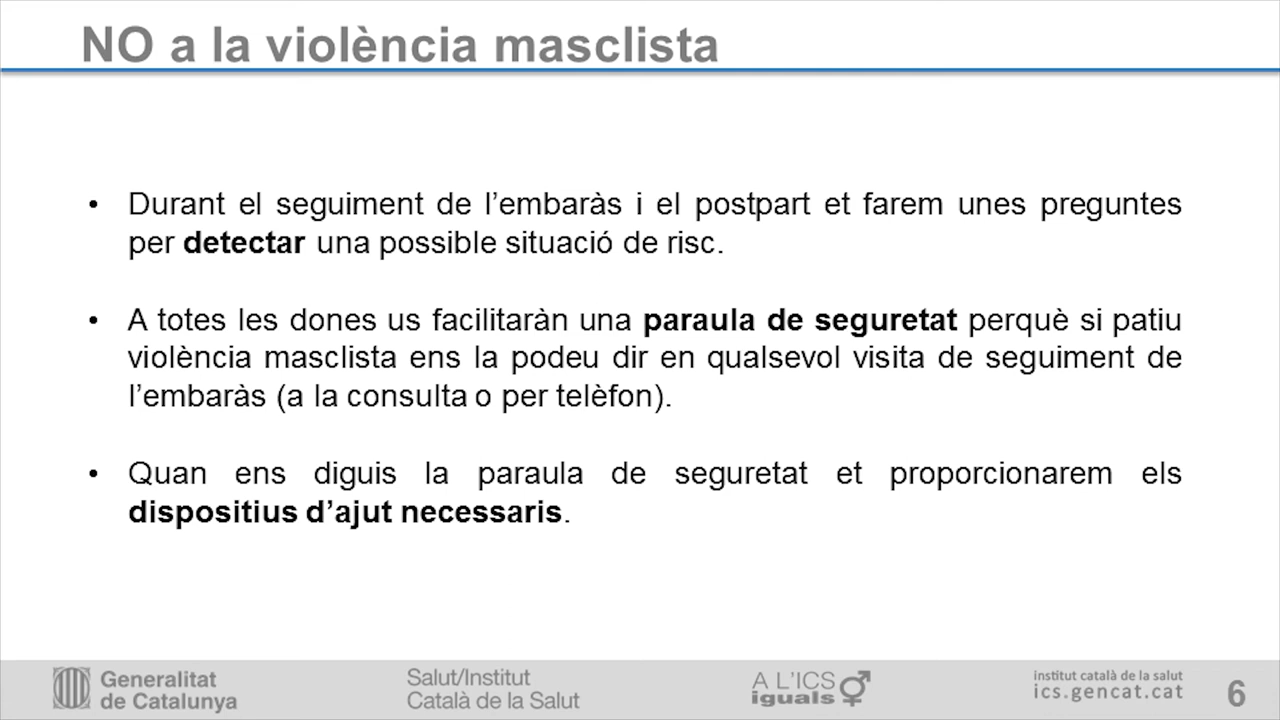 NO a la violència masclista
• Durant el seguiment de l’embaràs i el postpart et farem unes preguntes
per detectar una possible situació de risc.
• A totes les dones us facilitaràn una paraula de seguretat perquè si patiu
violència masclista ens la podeu dir en qualsevol visita de seguiment de
l’embaràs (a la consulta o per telèfon).
• Quan ens diguis la paraula de seguretat et proporcionarem els
dispositius d’ajut necessaris.
Generalitat
de Catalunya
Salut/Institut
Català de la Salut
A L'ICS
iguals
institut català de la salut
ics.gencat.cat
6